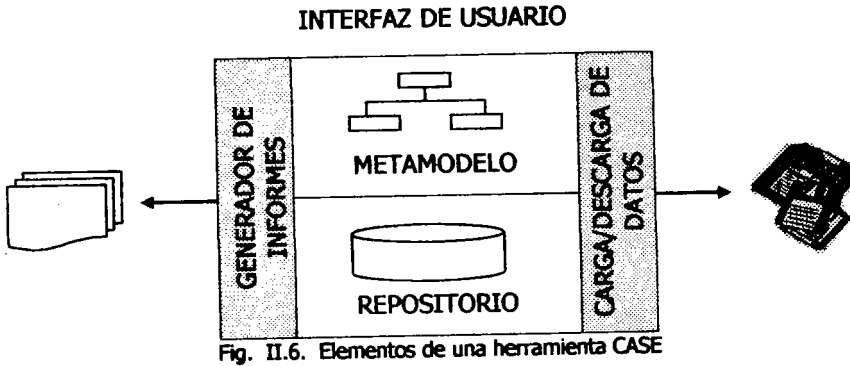 INTERFAZ DE USUARIO
GENERADOR DE
INFORMES
METAMODELO
REPOSITORIO
CARGA/DESCARGA DE
DATOS
Fig. II.6. Elementos de una herramienta CASE